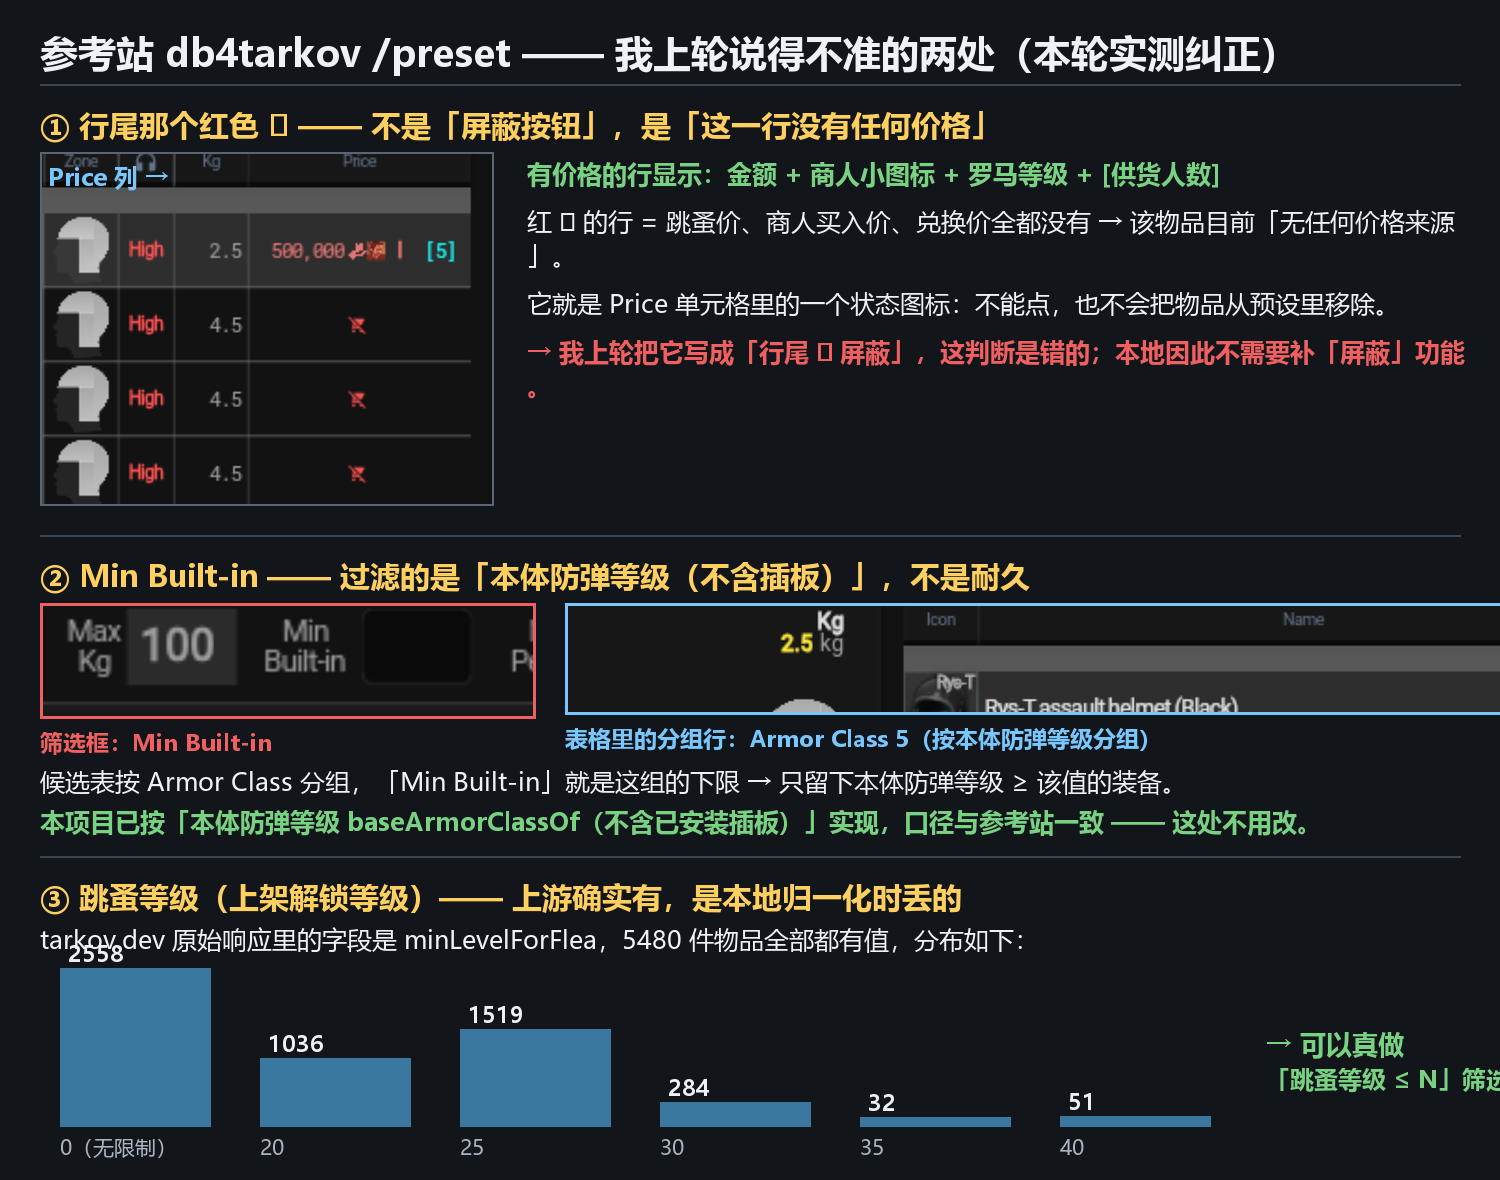 参考站 db4tarkov /preset —— 我上轮说得不准的两处（本轮实测纠正）
① 行尾那个红色 □ —— 不是「屏蔽按钮」，是「这一行没有任何价格」
Zone Kg Price
Price 列 →
High 2.5 500,000 I [5]
High 4.5
High 4.5
High 4.5
有价格的行显示：金额 + 商人小图标 + 罗马等级 + [供货人数]
红 □ 的行 = 跳蚤价、商人买入价、兑换价全都没有 → 该物品目前「无任何价格来源
」。
它就是 Price 单元格里的一个状态图标：不能点，也不会把物品从预设里移除。
→ 我上轮把它写成「行尾 □ 屏蔽」，这判断是错的；本地因此不需要补「屏蔽」功能
。
② Min Built-in —— 过滤的是「本体防弹等级（不含插板）」，不是耐久
Max Kg 100 Min Built-in
Kg
2.5 kg
Icon Name
Rys-T
Rys-T assault helmet (Black)
筛选框：Min Built-in
表格里的分组行：Armor Class 5（按本体防弹等级分组）
候选表按 Armor Class 分组，「Min Built-in」就是这组的下限 → 只留下本体防弹等级 ≥ 该值的装备。
本项目已按「本体防弹等级 baseArmorClassOf（不含已安装插板）」实现，口径与参考站一致 —— 这处不用改。
③ 跳蚤等级（上架解锁等级）—— 上游确实有，是本地归一化时丢的
tarkov.dev 原始响应里的字段是 minLevelForFlea，5480 件物品全部都有值，分布如下：
2558
1036
1519
284
32
51
→ 可以真做
「跳蚤等级 ≤ N」筛选
0（无限制）
20
25
30
35
40